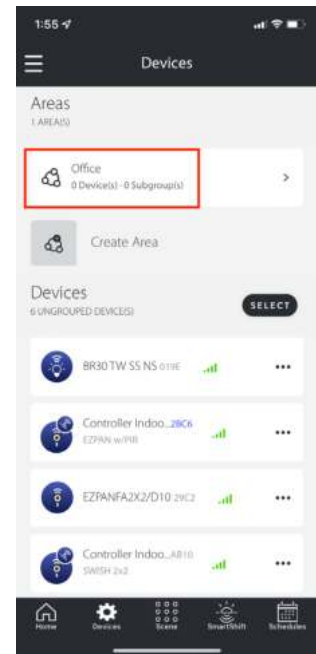 1:55
Devices
Areas
1 AREA(S)
Office
0 Device(s) - 0 Subgroup(s)
Create Area
Devices
6 UNGROUPED DEVICE(S)
SELECT
BR30 TW SS NS 019E
Controller Indoo...28C6
EZPAN w/PIR
EZPANFA2X2/D10 29C2
Controller Indoo...AB10
SWISH 2x2
Home Devices Scene SmartShift Schedules